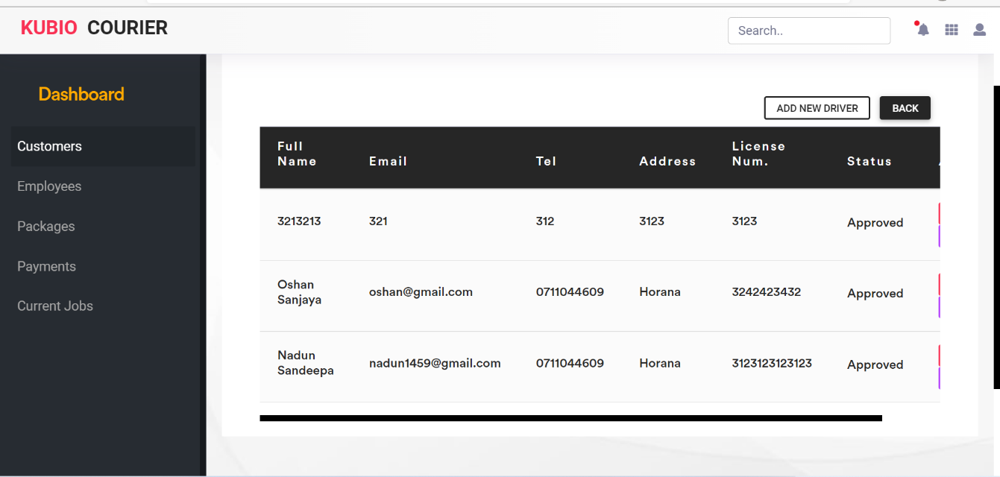 KUBIO COURIER
Search..
Dashboard
Customers
Employees
Packages
Payments
Current Jobs
ADD NEW DRIVER
BACK
Full Name Email Tel Address License Num. Status
3213213 321 312 3123 3123 Approved
Oshan Sanjaya oshan@gmail.com 0711044609 Horana 3242423432 Approved
Nadun Sandeepa nadun1459@gmail.com 0711044609 Horana 3123123123123 Approved